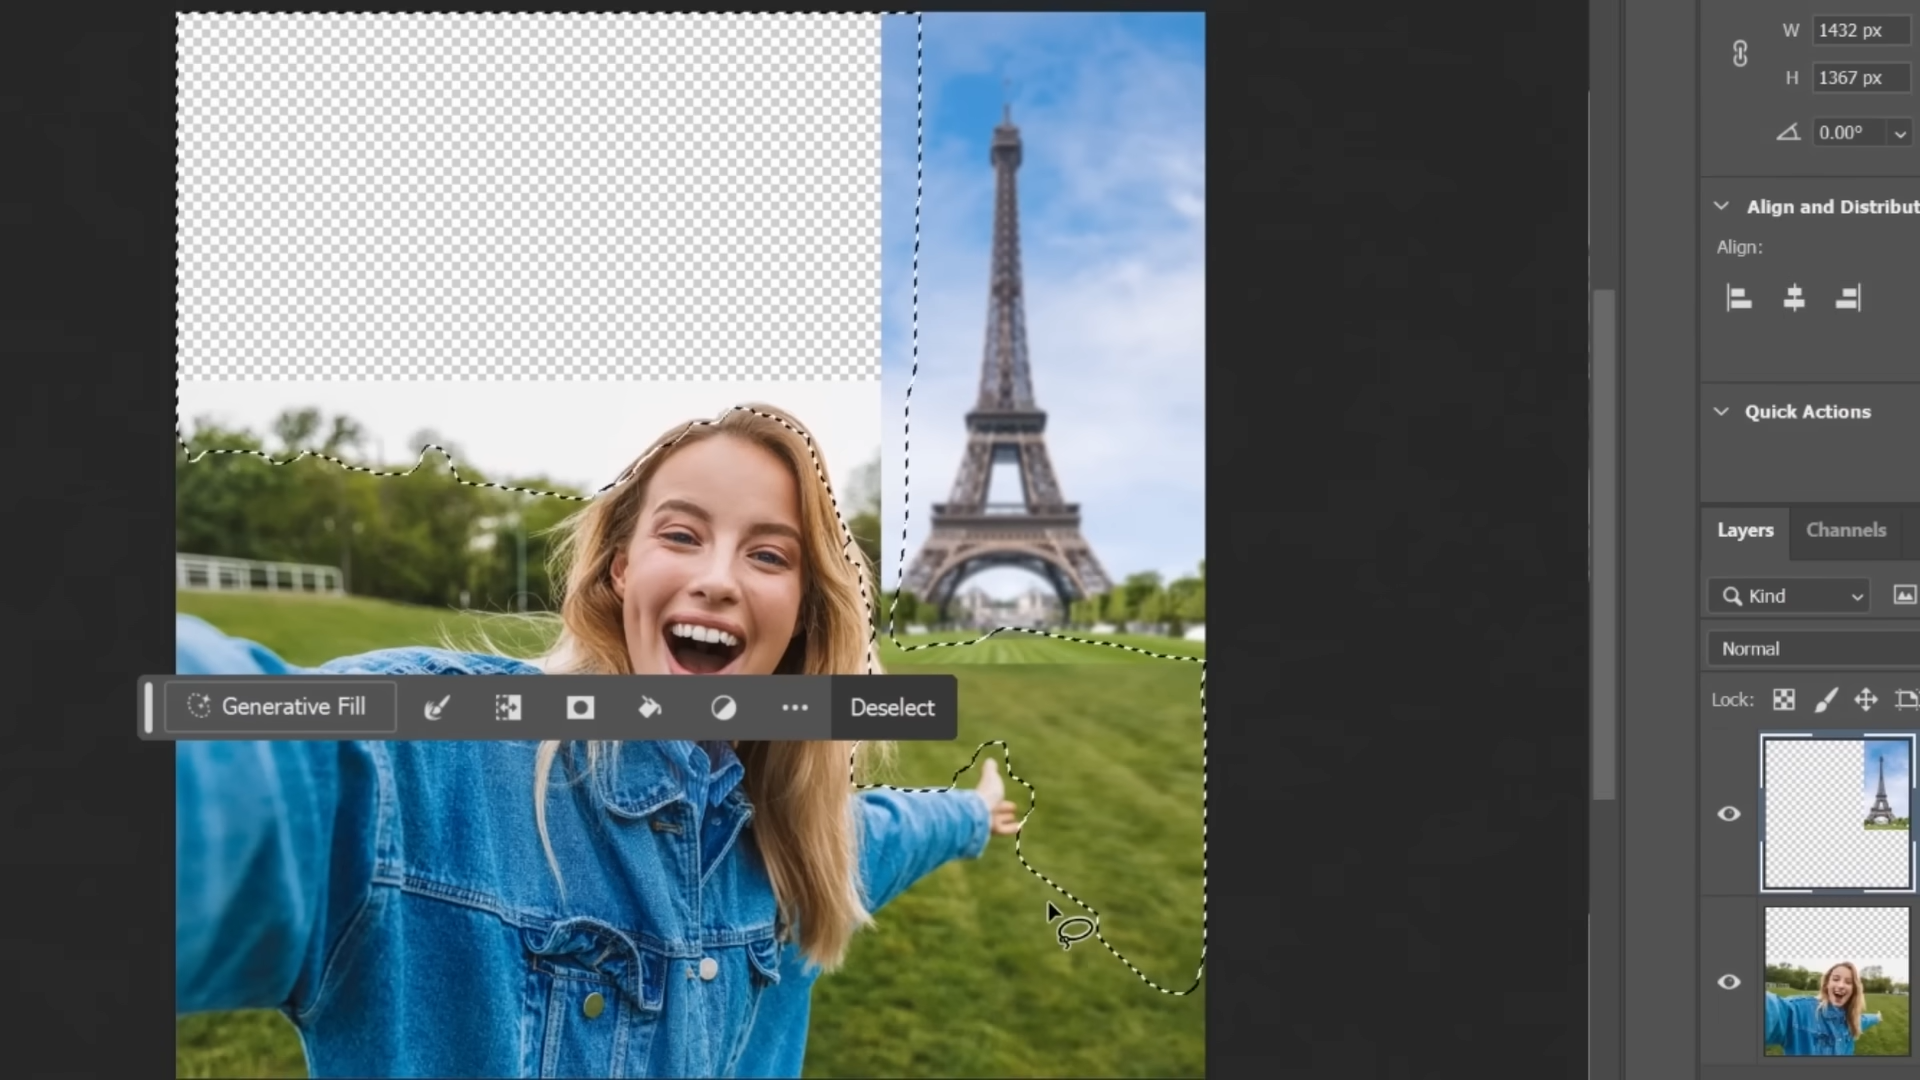 W 1432 px
H 1367 px
0.00°
Align and Distribut
Align:
Quick Actions
Layers Channels
Kind
Normal
Lock:
Generative Fill
Deselect